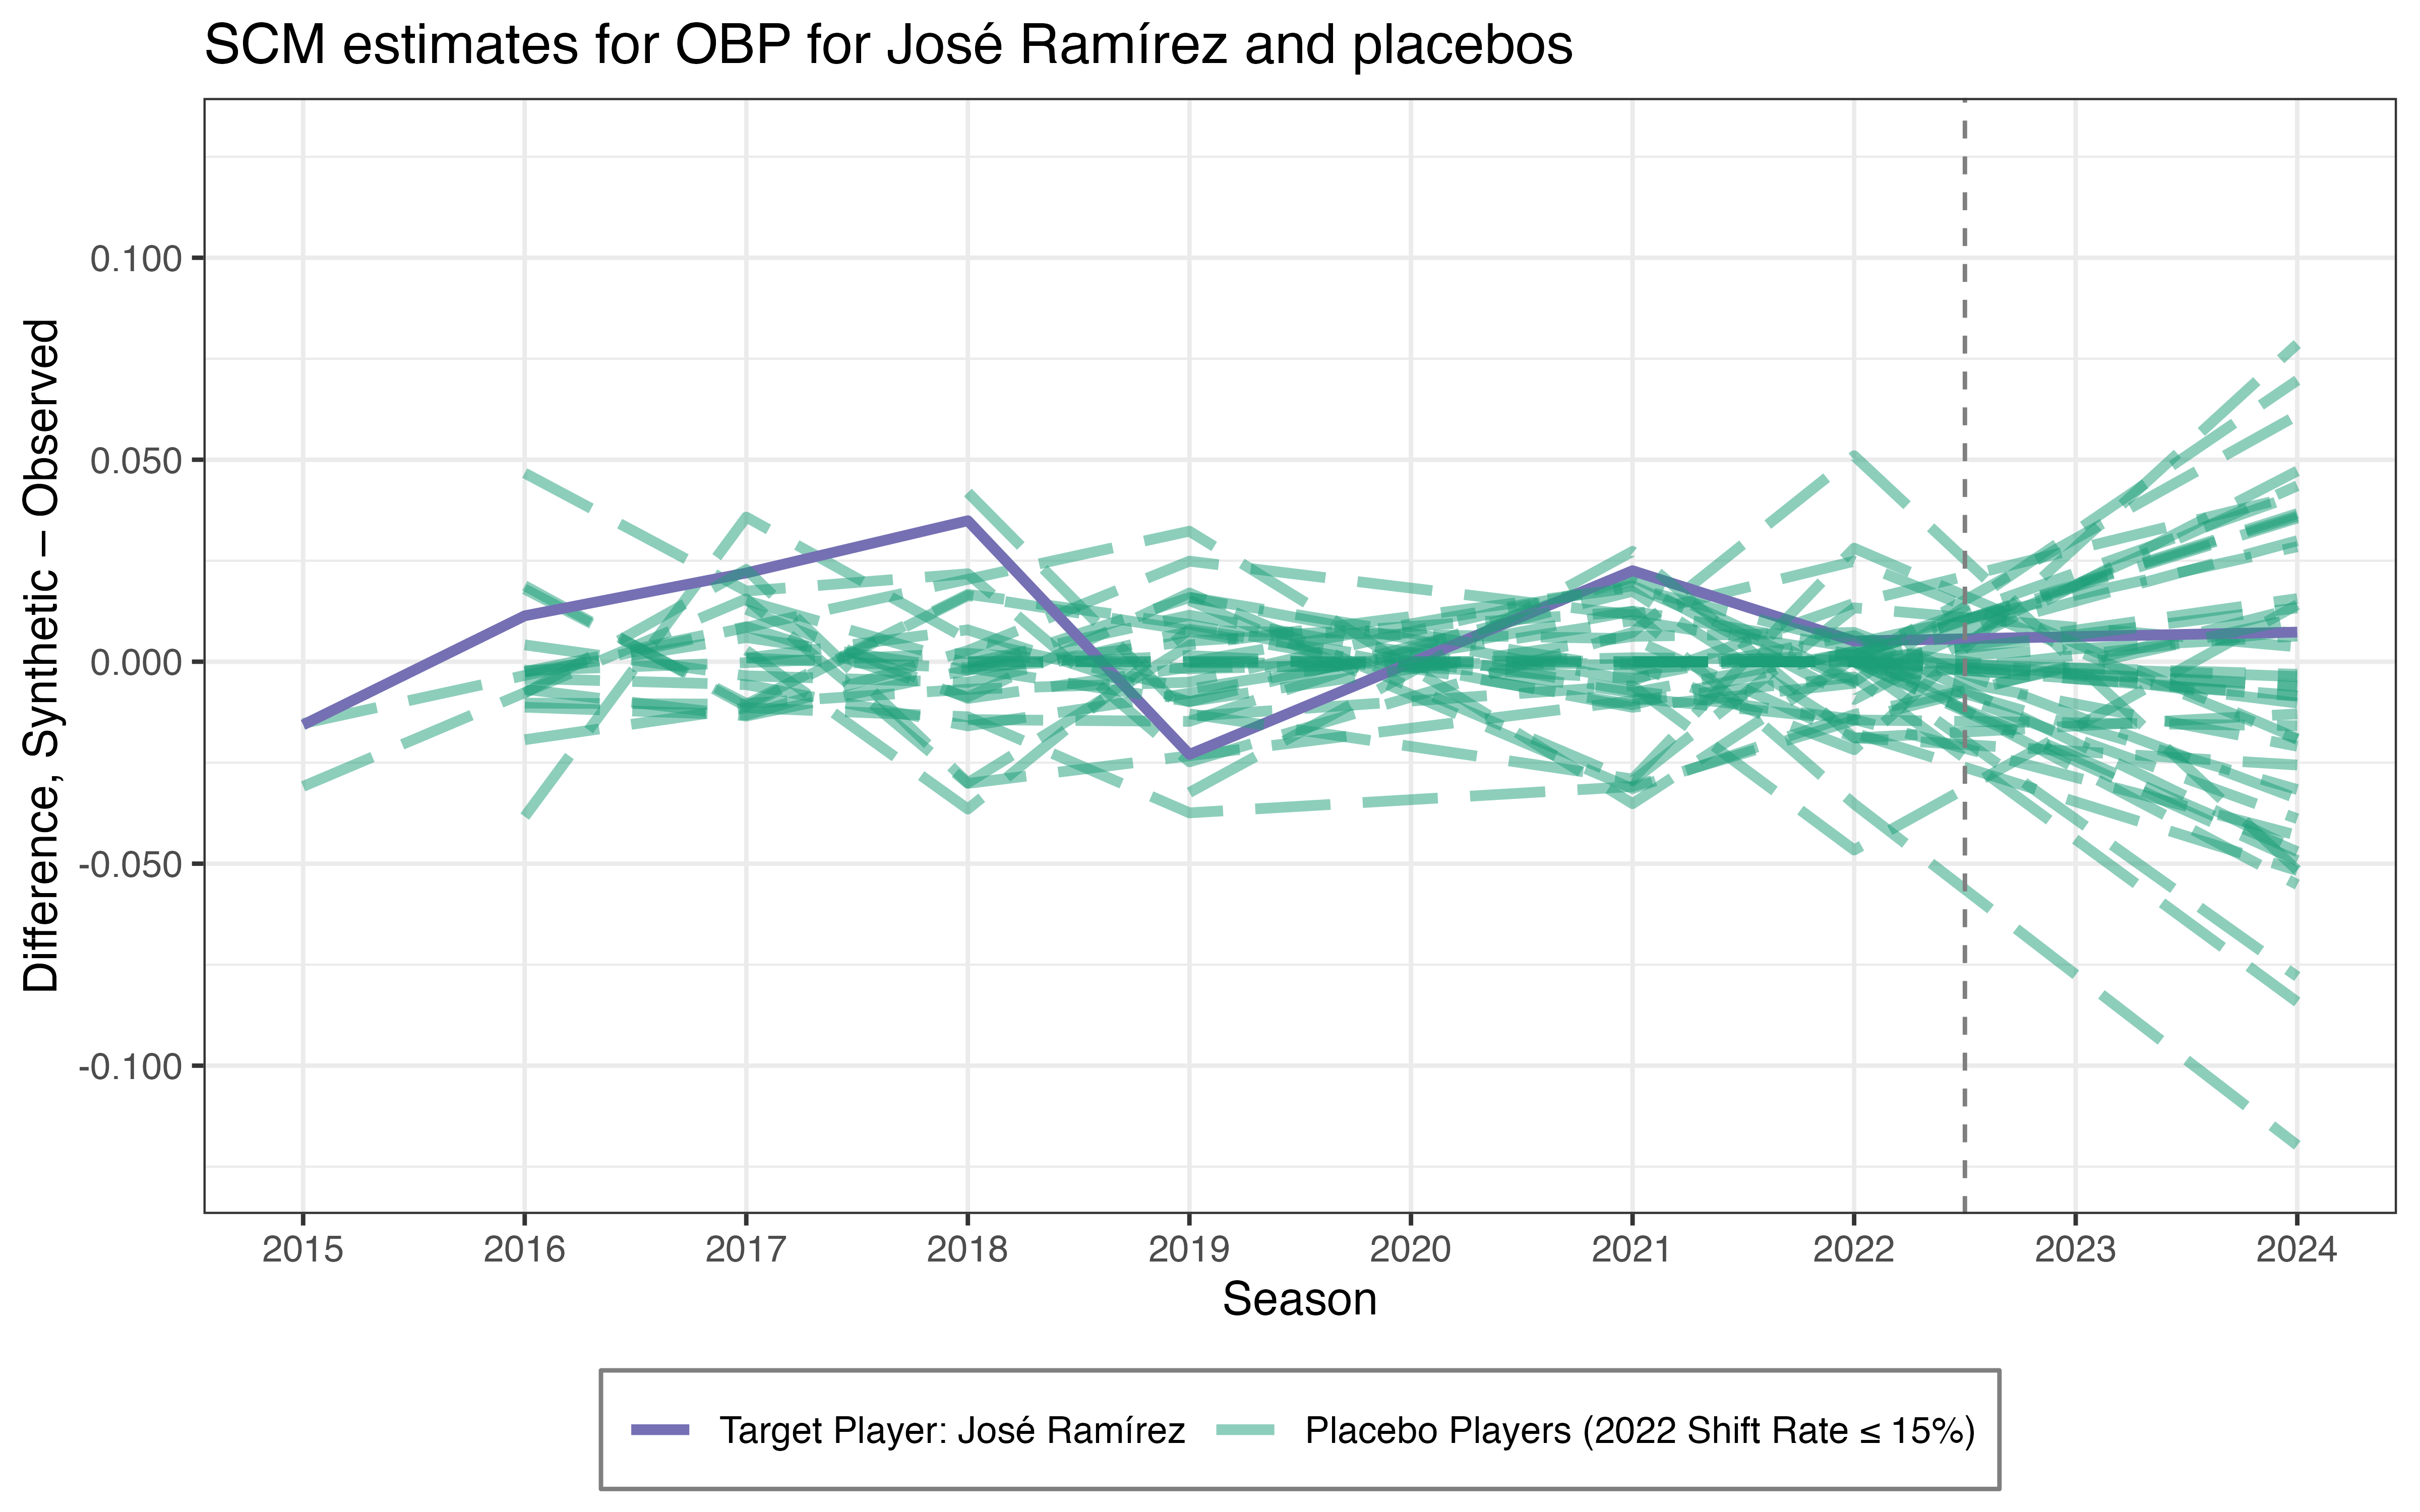 SCM estimates for OBP for José Ramírez and placebos
Difference, Synthetic – Observed
0.100
0.050
0.000
-0.050
-0.100
2015 2016 2017 2018 2019 2020 2021 2022 2023 2024
Season
Target Player: José Ramírez Placebo Players (2022 Shift Rate ≤ 15%)